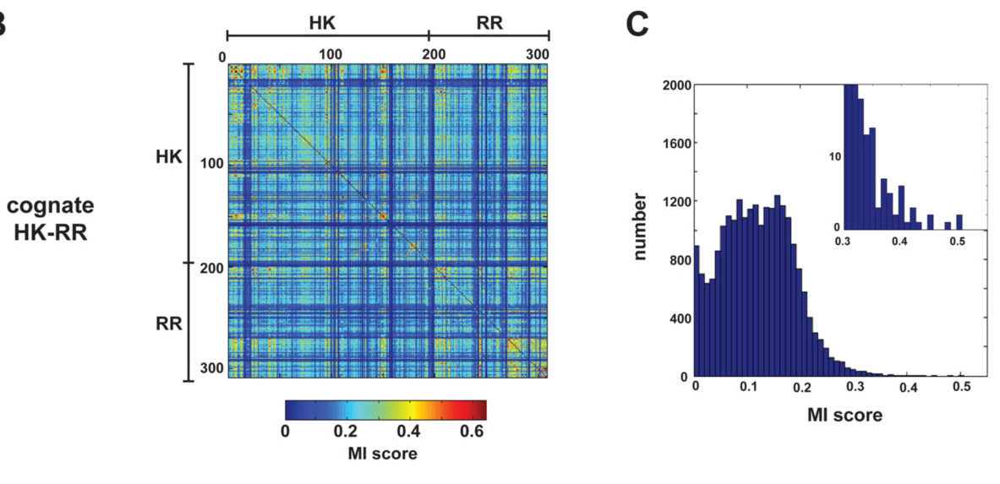 B
HK RR
0 100 200 300
HK
100
cognate
HK-RR
200
RR
300
0 0.2 0.4 0.6
MI score
C
2000
1600
1200
800
400
0
number
10
0
0.3 0.4 0.5
0 0.1 0.2 0.3 0.4 0.5
MI score